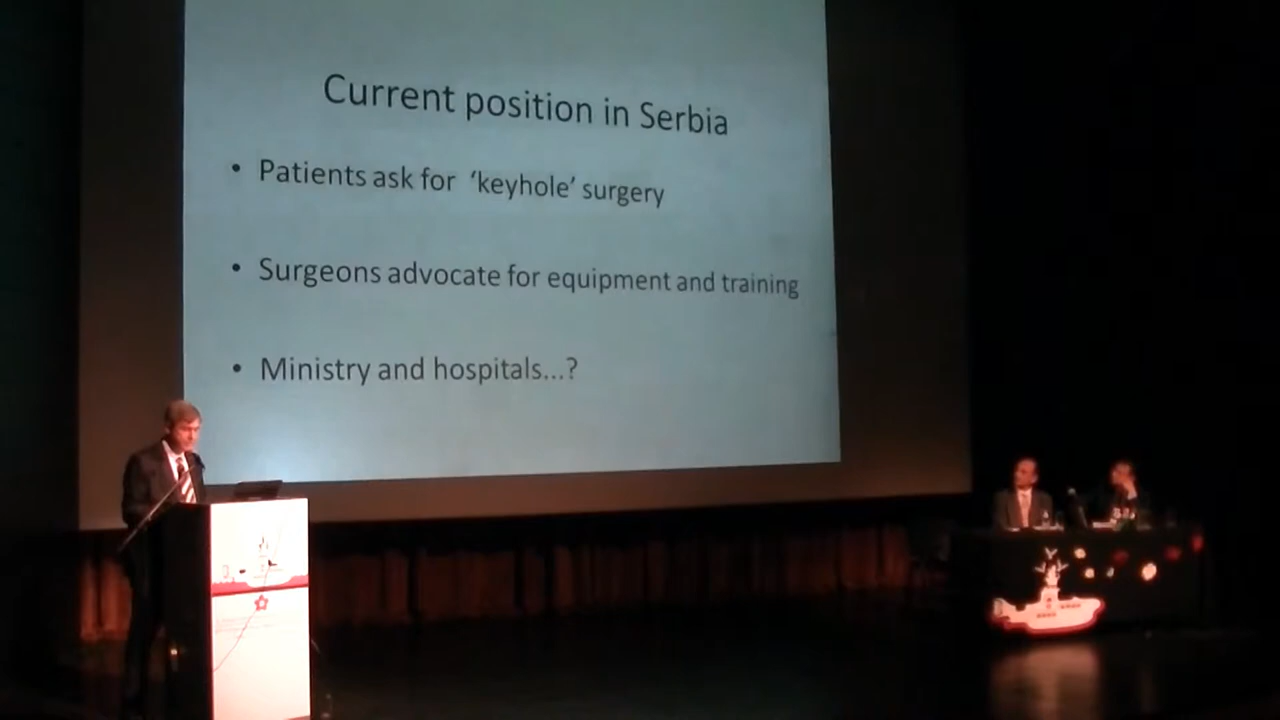 Current position in Serbia
• Patients ask for ‘keyhole’ surgery
• Surgeons advocate for equipment and training
• Ministry and hospitals...?